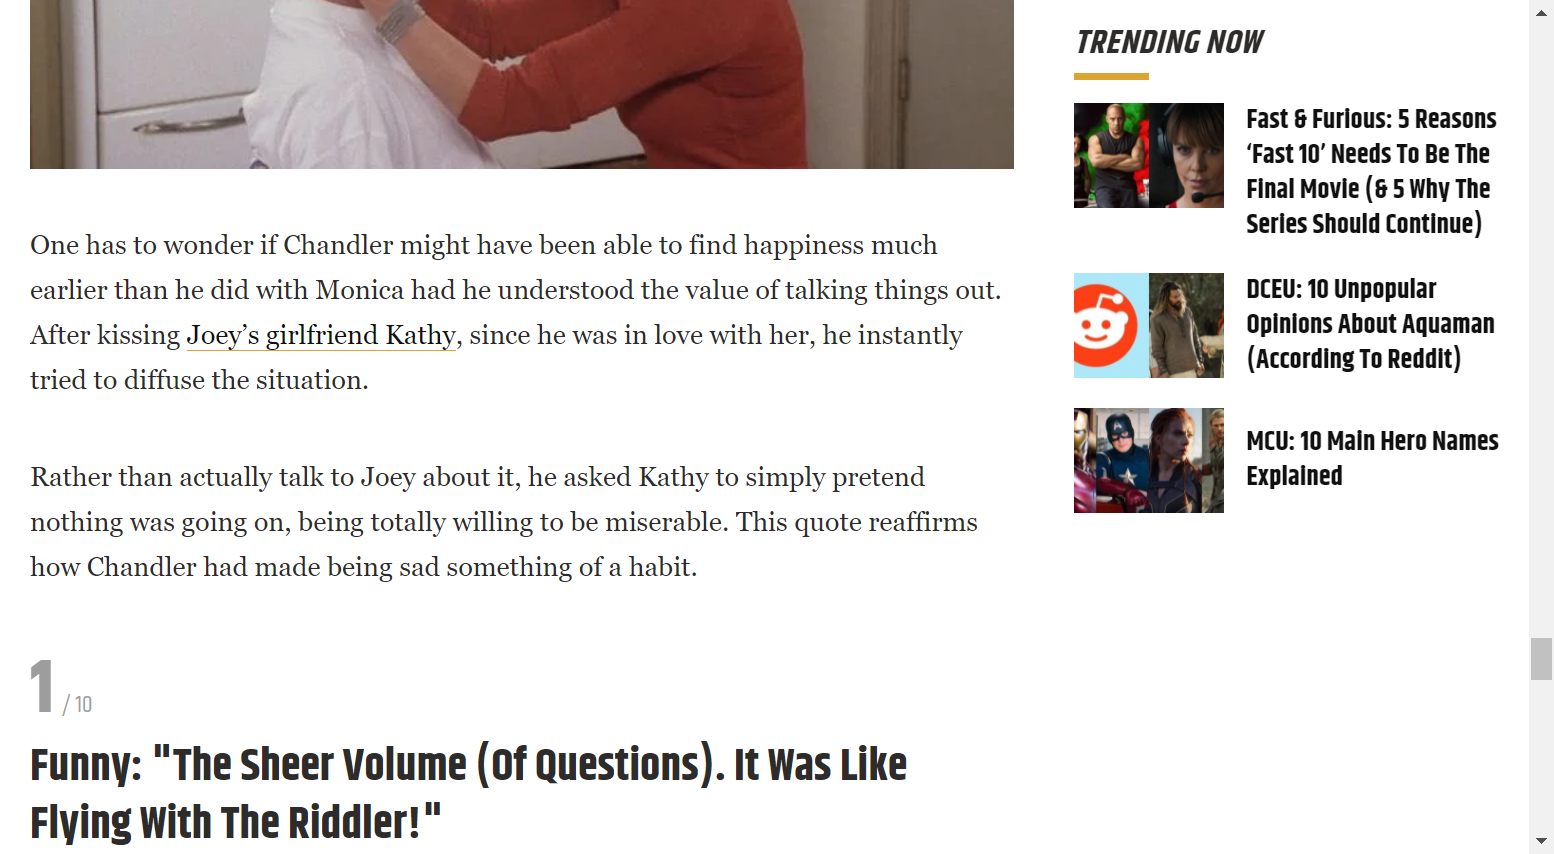 One has to wonder if Chandler might have been able to find happiness much
earlier than he did with Monica had he understood the value of talking things out.
After kissing Joey’s girlfriend Kathy, since he was in love with her, he instantly
tried to diffuse the situation.
Rather than actually talk to Joey about it, he asked Kathy to simply pretend
nothing was going on, being totally willing to be miserable. This quote reaffirms
how Chandler had made being sad something of a habit.
1 / 10
Funny: "The Sheer Volume (Of Questions). It Was Like
Flying With The Riddler!"
TRENDING NOW
Fast & Furious: 5 Reasons
‘Fast 10’ Needs To Be The
Final Movie (& 5 Why The
Series Should Continue)
DCEU: 10 Unpopular
Opinions About Aquaman
(According To Reddit)
MCU: 10 Main Hero Names
Explained